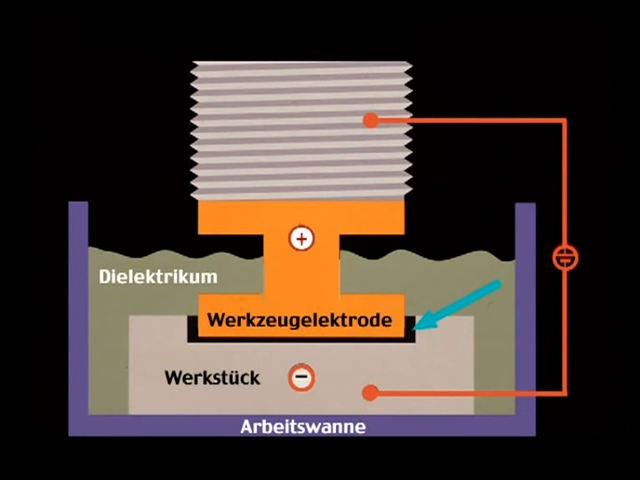 +
Dielektrikum
Werkzeugelektrode
Werkstück
−
Arbeitswanne